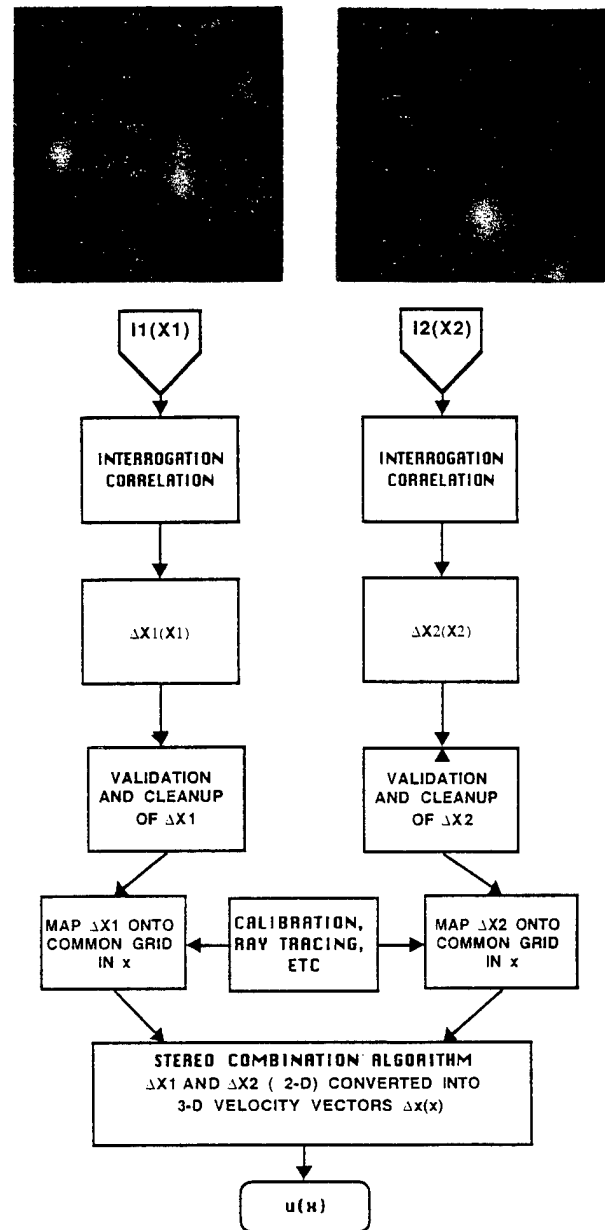 I1(X1)
I2(X2)
INTERROGATION
CORRELATION
INTERROGATION
CORRELATION
ΔX1(X1)
ΔX2(X2)
VALIDATION
AND CLEANUP
OF ΔX1
VALIDATION
AND CLEANUP
OF ΔX2
MAP ΔX1 ONTO
COMMON GRID
IN x
CALIBRATION,
RAY TRACING,
ETC
MAP ΔX2 ONTO
COMMON GRID
IN x
STEREO COMBINATION ALGORITHM
ΔX1 AND ΔX2 ( 2-D) CONVERTED INTO
3-D VELOCITY VECTORS Δx(x)
u(x)